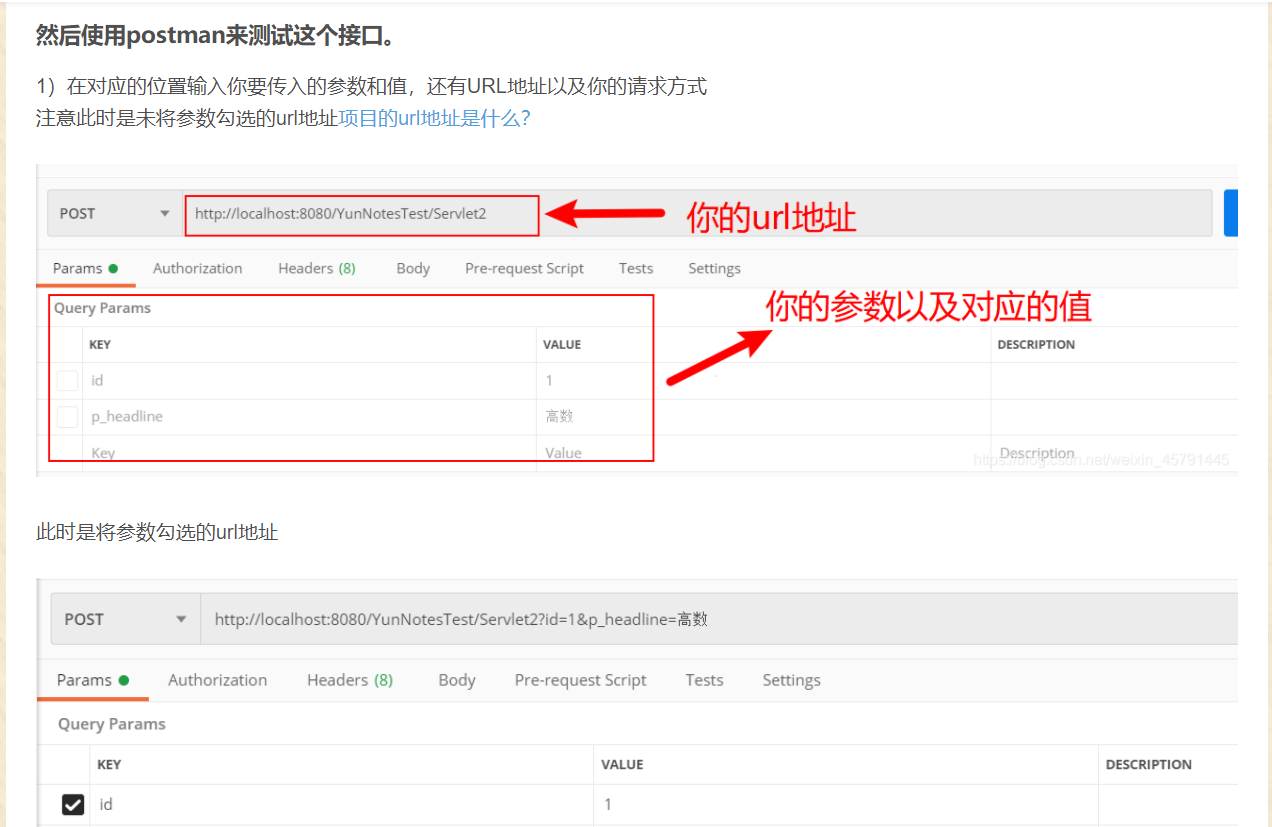 然后使用postman来测试这个接口。
1）在对应的位置输入你要传入的参数和值，还有URL地址以及你的请求方式
注意此时是未将参数勾选的url地址项目的url地址是什么？
POST http://localhost:8080/YunNotesTest/Servlet2 你的url地址
Params Authorization Headers (8) Body Pre-request Script Tests Settings
Query Params 你的参数以及对应的值
KEY VALUE DESCRIPTION
id 1
p_headline 高数
Key Value Description
https://blog.csdn.net/weixin_45791445
此时是将参数勾选的url地址
POST http://localhost:8080/YunNotesTest/Servlet2?id=1&p_headline=高数
Params Authorization Headers (8) Body Pre-request Script Tests Settings
Query Params
KEY VALUE DESCRIPTION
id 1